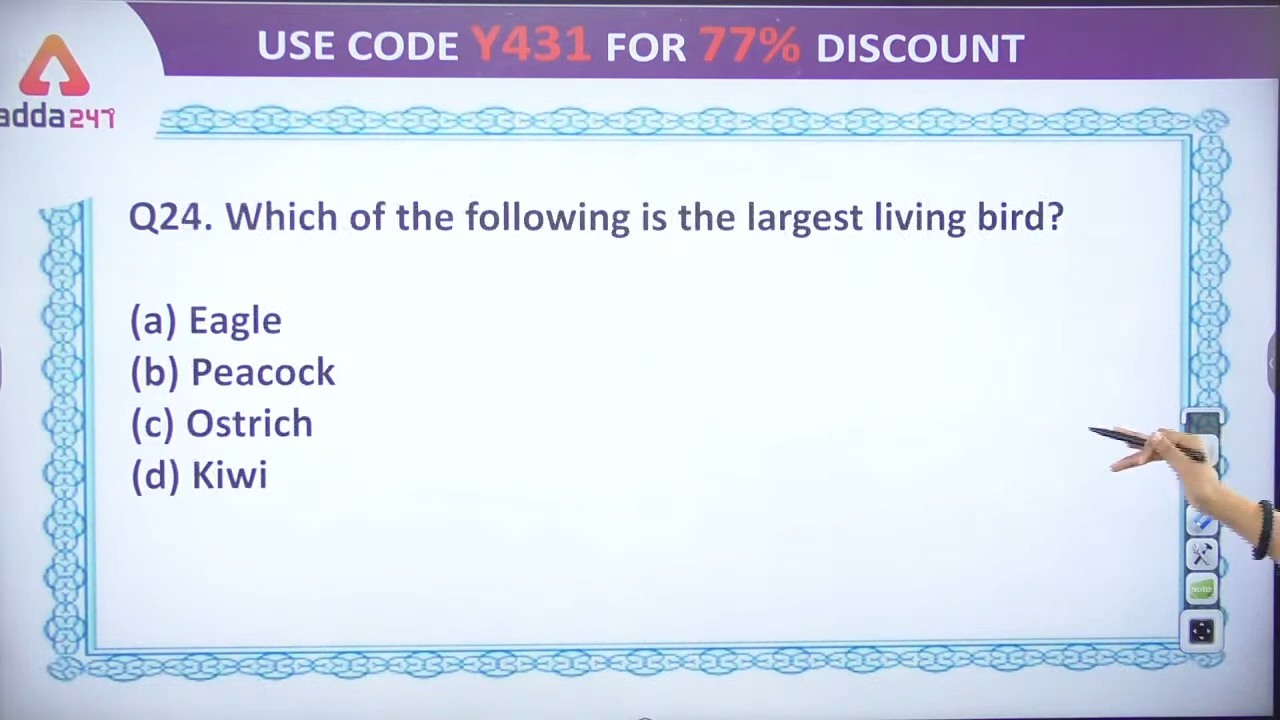 USE CODE Y431 FOR 77% DISCOUNT
adda247
Q24. Which of the following is the largest living bird?
(a) Eagle
(b) Peacock
(c) Ostrich
(d) Kiwi
Note